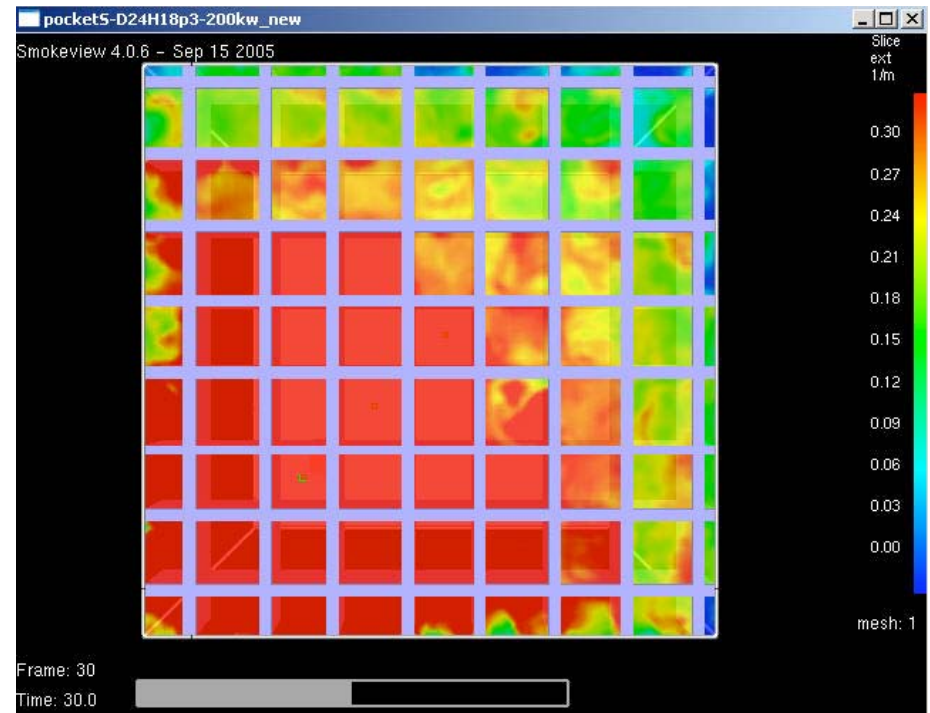 pocketS-D24H18p3-200kw_new
Smokeview 4.0.6 - Sep 15 2005
Slice
ext
1/m
0.30
0.27
0.24
0.21
0.18
0.15
0.12
0.09
0.06
0.03
0.00
mesh: 1
Frame: 30
Time: 30.0